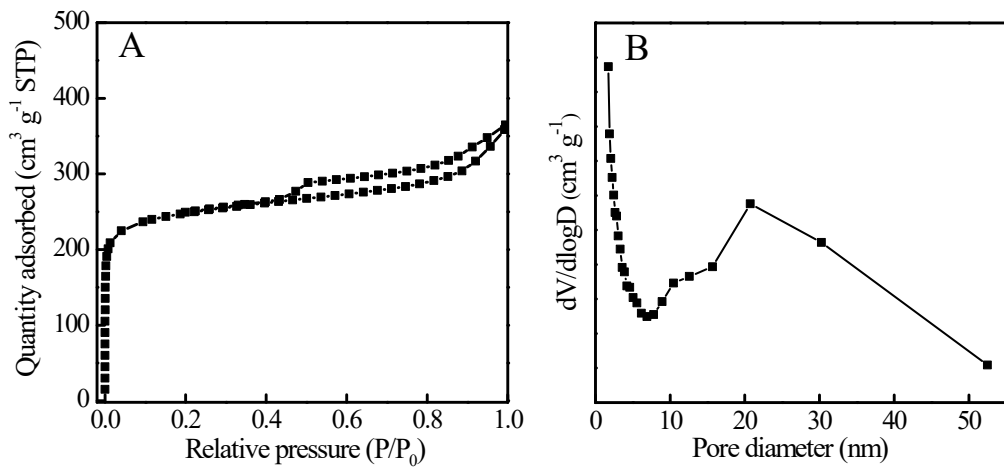 A
Quantity adsorbed (cm³ g⁻¹ STP)
500
400
300
200
100
0
0.0 0.2 0.4 0.6 0.8 1.0
Relative pressure (P/P₀)
B
dV/dlogD (cm³ g⁻¹)
0 10 20 30 40 50
Pore diameter (nm)